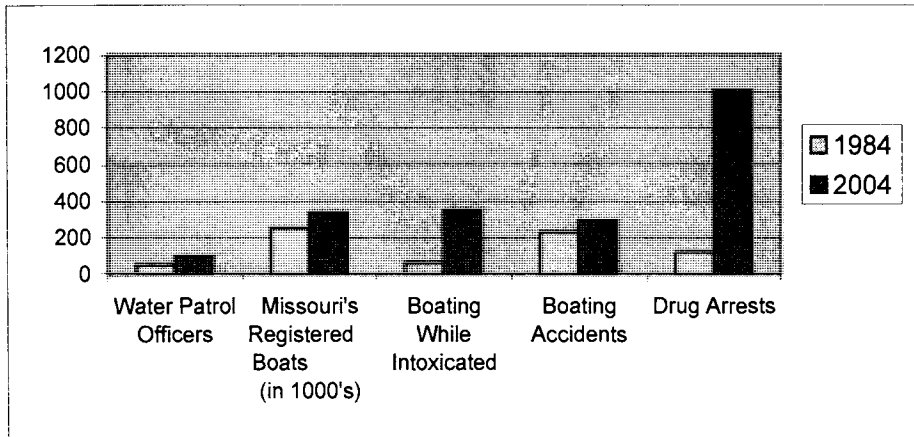 1200
1000
800
600
400
200
0
Water Patrol
Officers
Missouri's
Registered
Boats
(in 1000's)
Boating
While
Intoxicated
Boating
Accidents
Drug Arrests
1984
2004